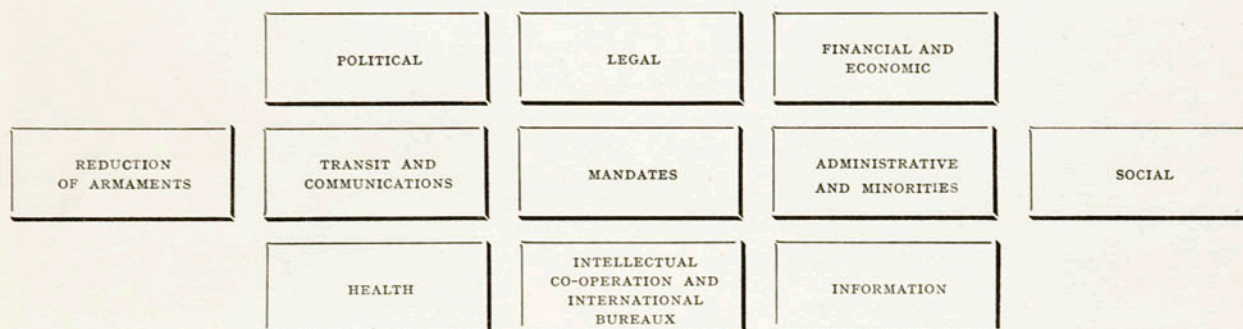 POLITICAL
LEGAL
FINANCIAL AND
ECONOMIC
REDUCTION
OF ARMAMENTS
TRANSIT AND
COMMUNICATIONS
MANDATES
ADMINISTRATIVE
AND MINORITIES
SOCIAL
HEALTH
INTELLECTUAL
CO-OPERATION AND
INTERNATIONAL
BUREAUX
INFORMATION